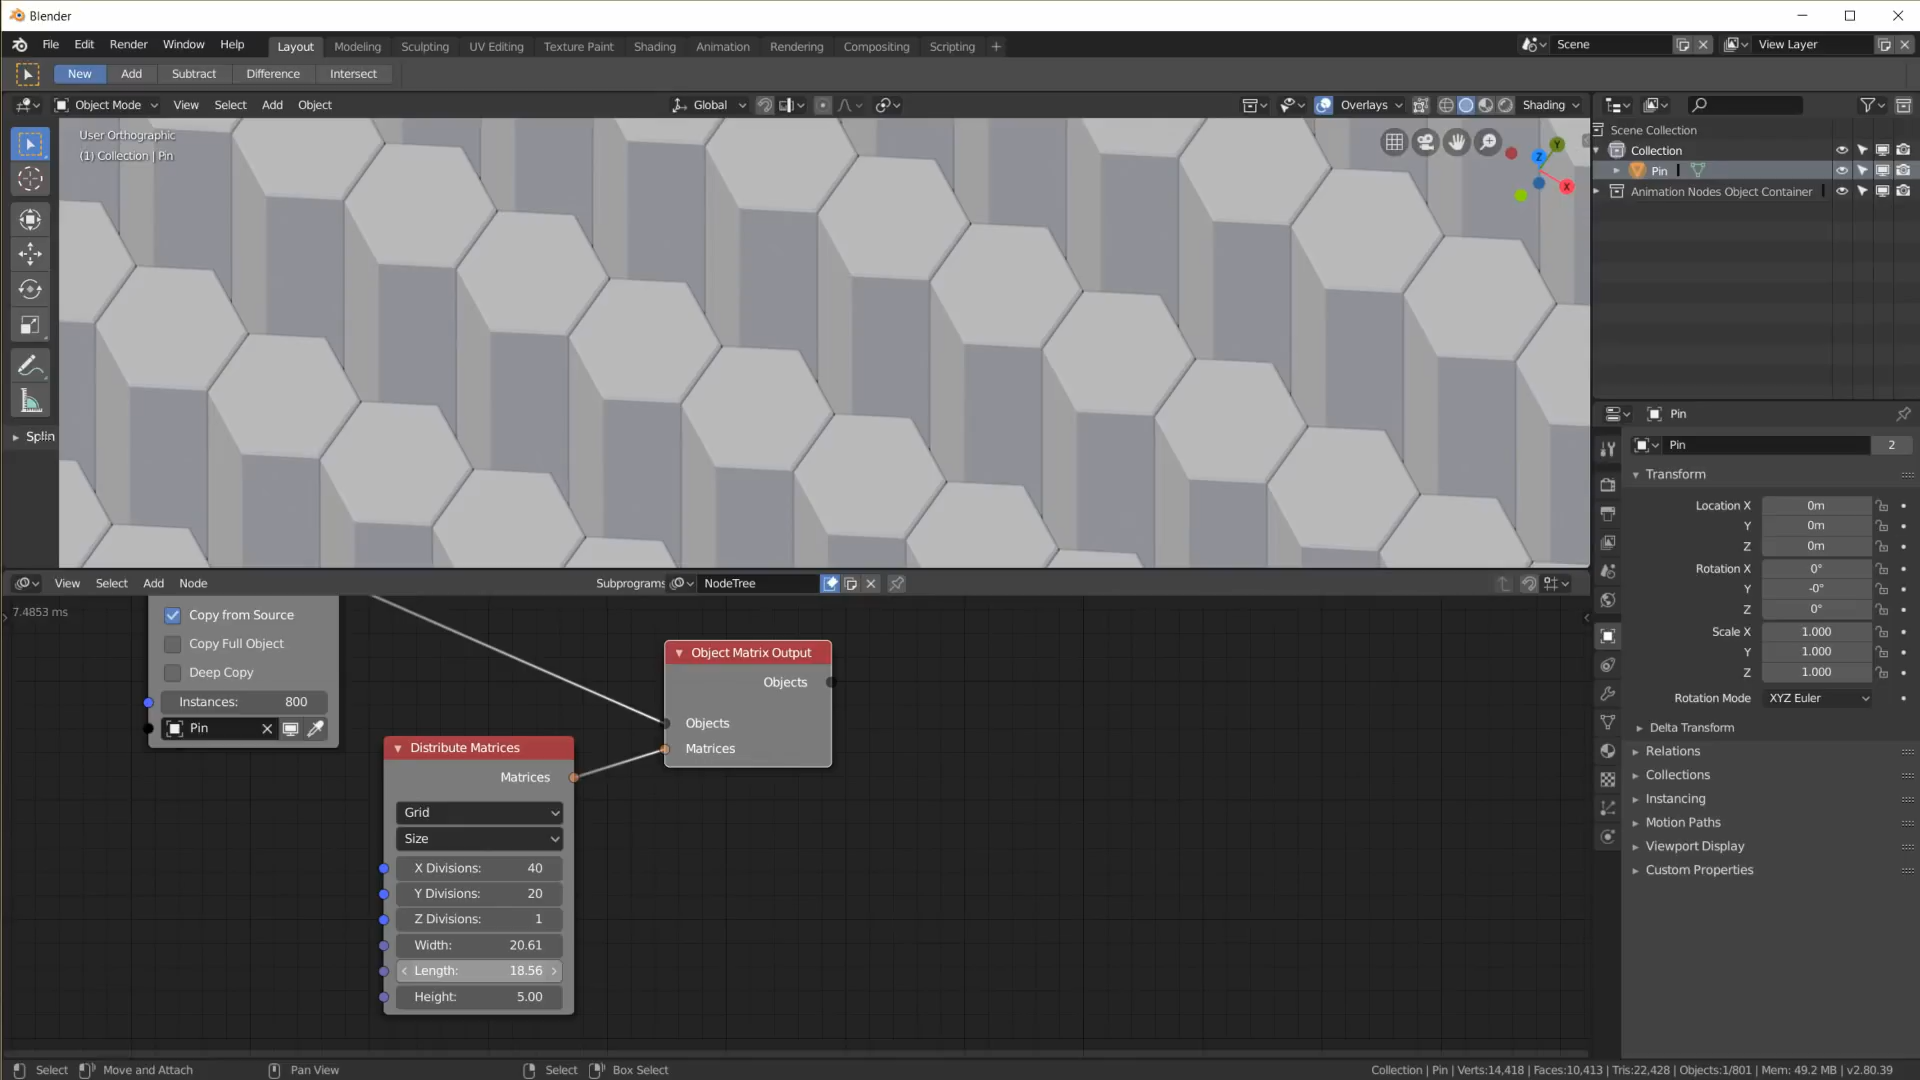 Blender
File Edit Render Window Help Layout Modeling Sculpting UV Editing Texture Paint Shading Animation Rendering Compositing Scripting + Scene View Layer
New Add Subtract Difference Intersect
Object Mode View Select Add Object Global Overlays Shading
User Orthographic
(1) Collection | Pin
Z Y X
Scene Collection
Collection
Pin
Animation Nodes Object Container
Splin
Pin
Pin 2
Transform
Location X 0m
Y 0m
Z 0m
Rotation X 0°
Y -0°
Z 0°
Scale X 1.000
Y 1.000
Z 1.000
Rotation Mode XYZ Euler
Delta Transform
Relations
Collections
Instancing
Motion Paths
Viewport Display
Custom Properties
View Select Add Node Subprograms NodeTree
7.4853 ms
Copy from Source
Copy Full Object
Deep Copy
Instances: 800
Pin
Distribute Matrices
Matrices
Grid
Size
X Divisions: 40
Y Divisions: 20
Z Divisions: 1
Width: 20.61
Length: 18.56
Height: 5.00
Object Matrix Output
Objects
Objects
Matrices
Select Move and Attach Pan View Select Box Select Collection | Pin | Verts:14,418 | Faces:10,413 | Tris:22,428 | Objects:1/801 | Mem: 49.2 MB | v2.80.39